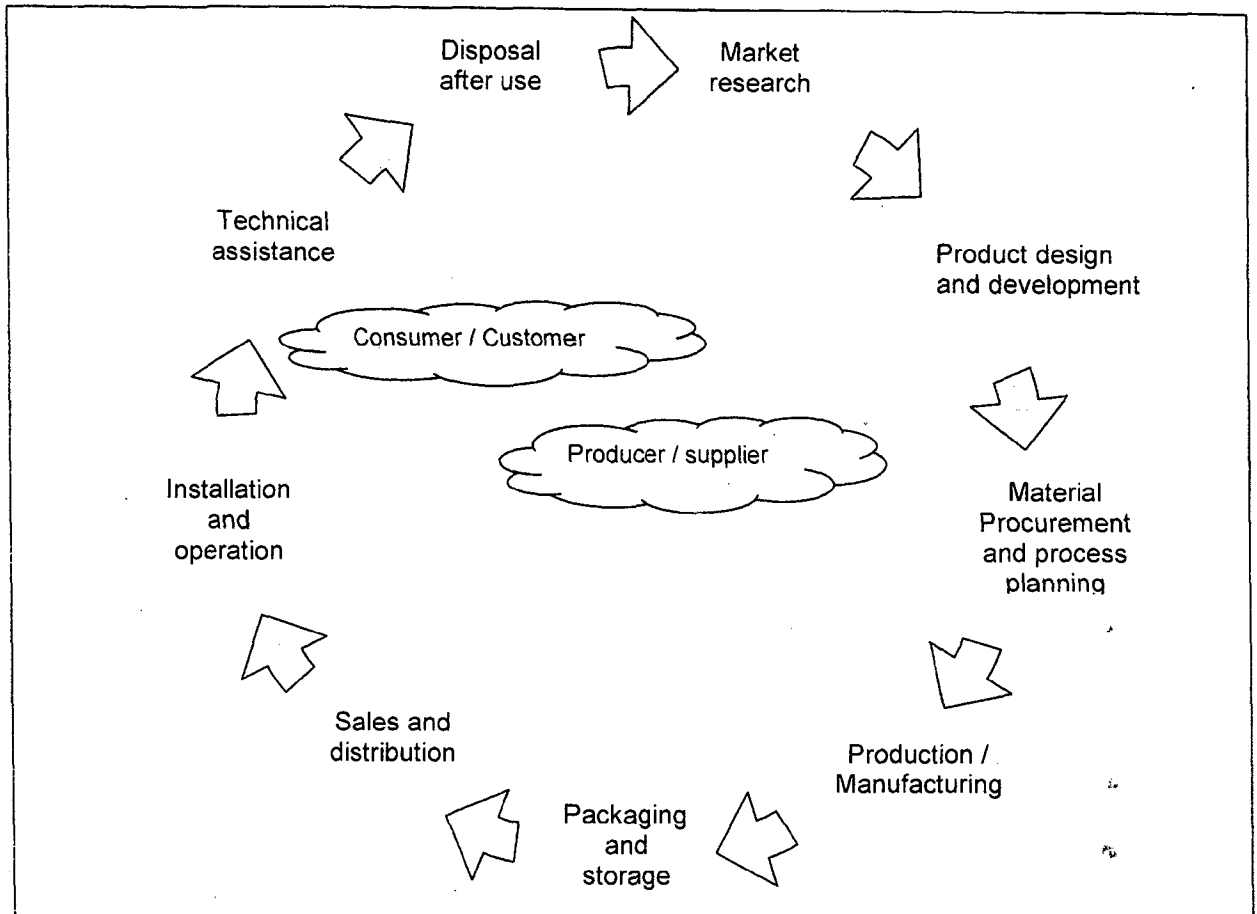 Disposal
after use
Market
research
Product design
and development
Material
Procurement
and process
planning
Production /
Manufacturing
Packaging
and
storage
Sales and
distribution
Installation
and
operation
Technical
assistance
Consumer / Customer
Producer / supplier